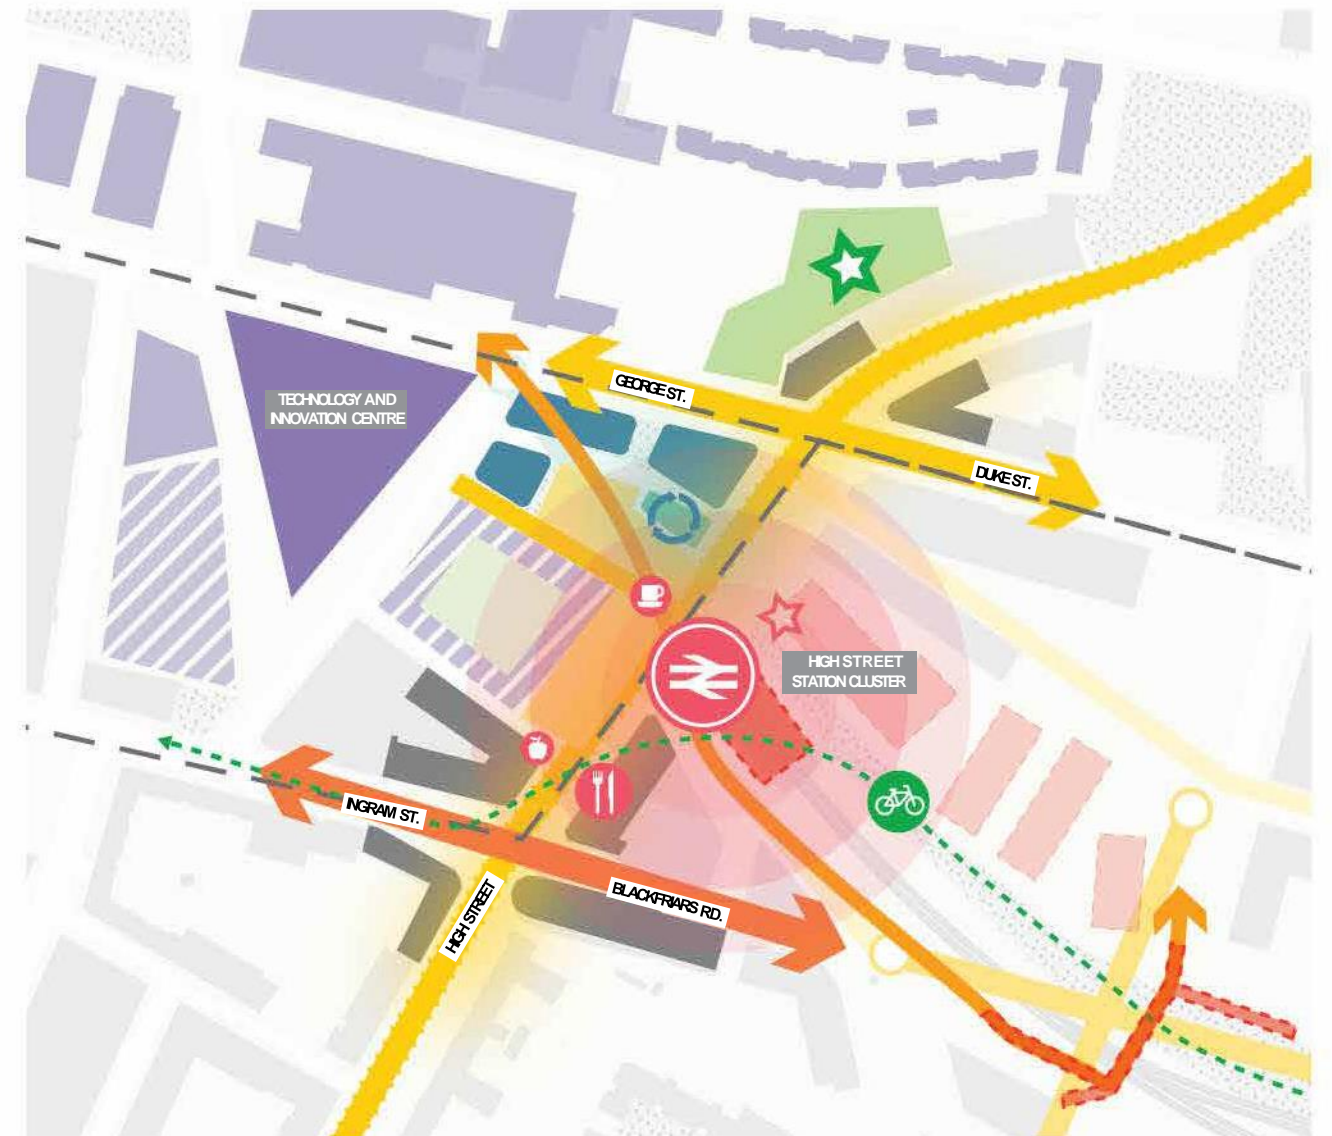 GEORGE ST.
TECHNOLOGY AND
INNOVATION CENTRE
DUKE ST.
HIGH STREET
STATION CLUSTER
INGRAM ST.
BLACKFRIARS RD.
HIGH STREET